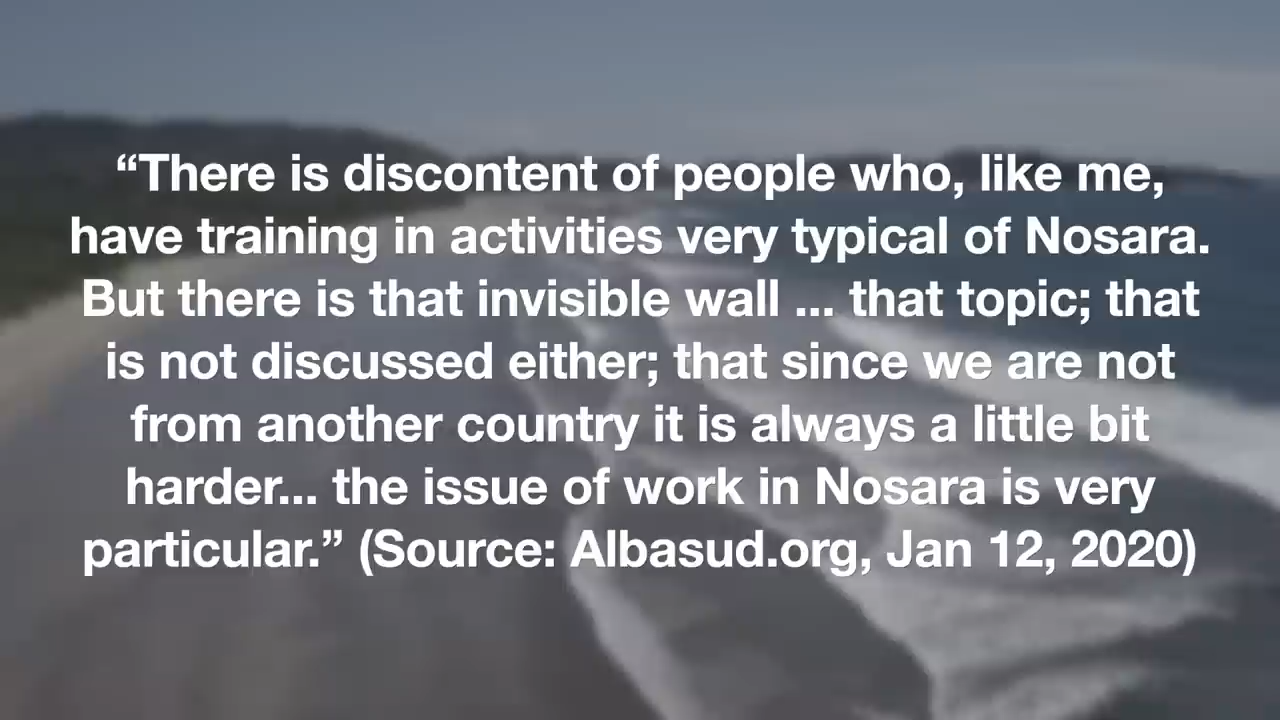 “There is discontent of people who, like me,
have training in activities very typical of Nosara.
But there is that invisible wall ... that topic; that
is not discussed either; that since we are not
from another country it is always a little bit
harder... the issue of work in Nosara is very
particular.” (Source: Albasud.org, Jan 12, 2020)